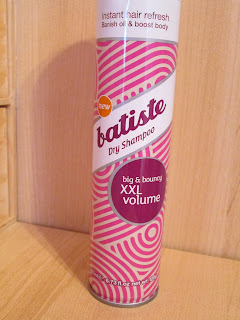 Instant hair refresh
Banish oil & boost body
new
batiste
Dry Shampoo
big & bouncy
XXL
volume